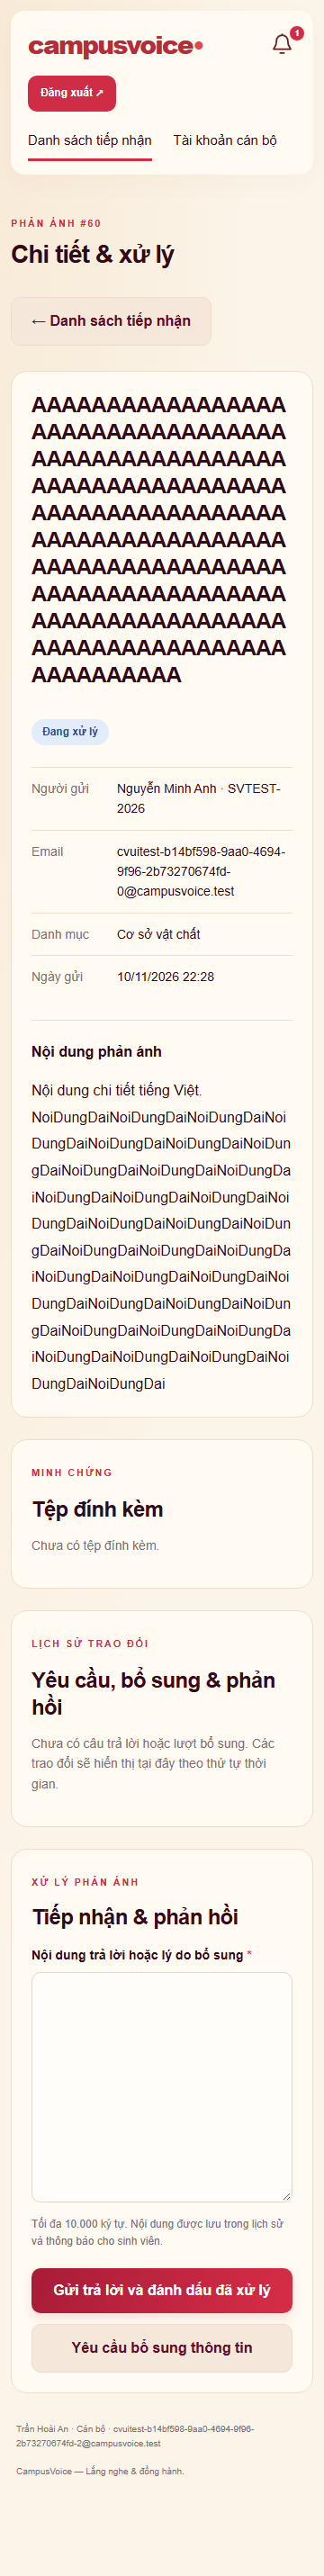 campusvoice
1
Đăng xuất ↗
Danh sách tiếp nhận Tài khoản cán bộ
PHẢN ÁNH #60
Chi tiết & xử lý
← Danh sách tiếp nhận
AAAAAAAAAAAAAAAAA
AAAAAAAAAAAAAAAAA
AAAAAAAAAAAAAAAAA
AAAAAAAAAAAAAAAAA
AAAAAAAAAAAAAAAAA
AAAAAAAAAAAAAAAAA
AAAAAAAAAAAAAAAAA
AAAAAAAAAAAAAAAAA
AAAAAAAAAAAAAAAAA
AAAAAAAAAAAAAAAAA
AAAAAAAAAA
Đang xử lý
Người gửi Nguyễn Minh Anh · SVTEST-
2026
Email cvuitest-b14bf598-9aa0-4694-
9f96-2b73270674fd-
0@campusvoice.test
Danh mục Cơ sở vật chất
Ngày gửi 10/11/2026 22:28
Nội dung phản ánh
Nội dung chi tiết tiếng Việt.
NoiDungDaiNoiDungDaiNoiDungDaiNoi
DungDaiNoiDungDaiNoiDungDaiNoiDun
gDaiNoiDungDaiNoiDungDaiNoiDungDa
iNoiDungDaiNoiDungDaiNoiDungDaiNoi
DungDaiNoiDungDaiNoiDungDaiNoiDun
gDaiNoiDungDaiNoiDungDaiNoiDungDa
iNoiDungDaiNoiDungDaiNoiDungDaiNoi
DungDaiNoiDungDaiNoiDungDaiNoiDun
gDaiNoiDungDaiNoiDungDaiNoiDungDa
iNoiDungDaiNoiDungDaiNoiDungDaiNoi
DungDaiNoiDungDai
MINH CHỨNG
Tệp đính kèm
Chưa có tệp đính kèm.
LỊCH SỬ TRAO ĐỔI
Yêu cầu, bổ sung & phản
hồi
Chưa có câu trả lời hoặc lượt bổ sung. Các
trao đổi sẽ hiển thị tại đây theo thứ tự thời
gian.
XỬ LÝ PHẢN ÁNH
Tiếp nhận & phản hồi
Nội dung trả lời hoặc lý do bổ sung *
Tối đa 10.000 ký tự. Nội dung được lưu trong lịch sử
và thông báo cho sinh viên.
Gửi trả lời và đánh dấu đã xử lý
Yêu cầu bổ sung thông tin
Trần Hoài An · Cán bộ · cvuitest-b14bf598-9aa0-4694-9f96-
2b73270674fd-2@campusvoice.test
CampusVoice — Lắng nghe & đồng hành.